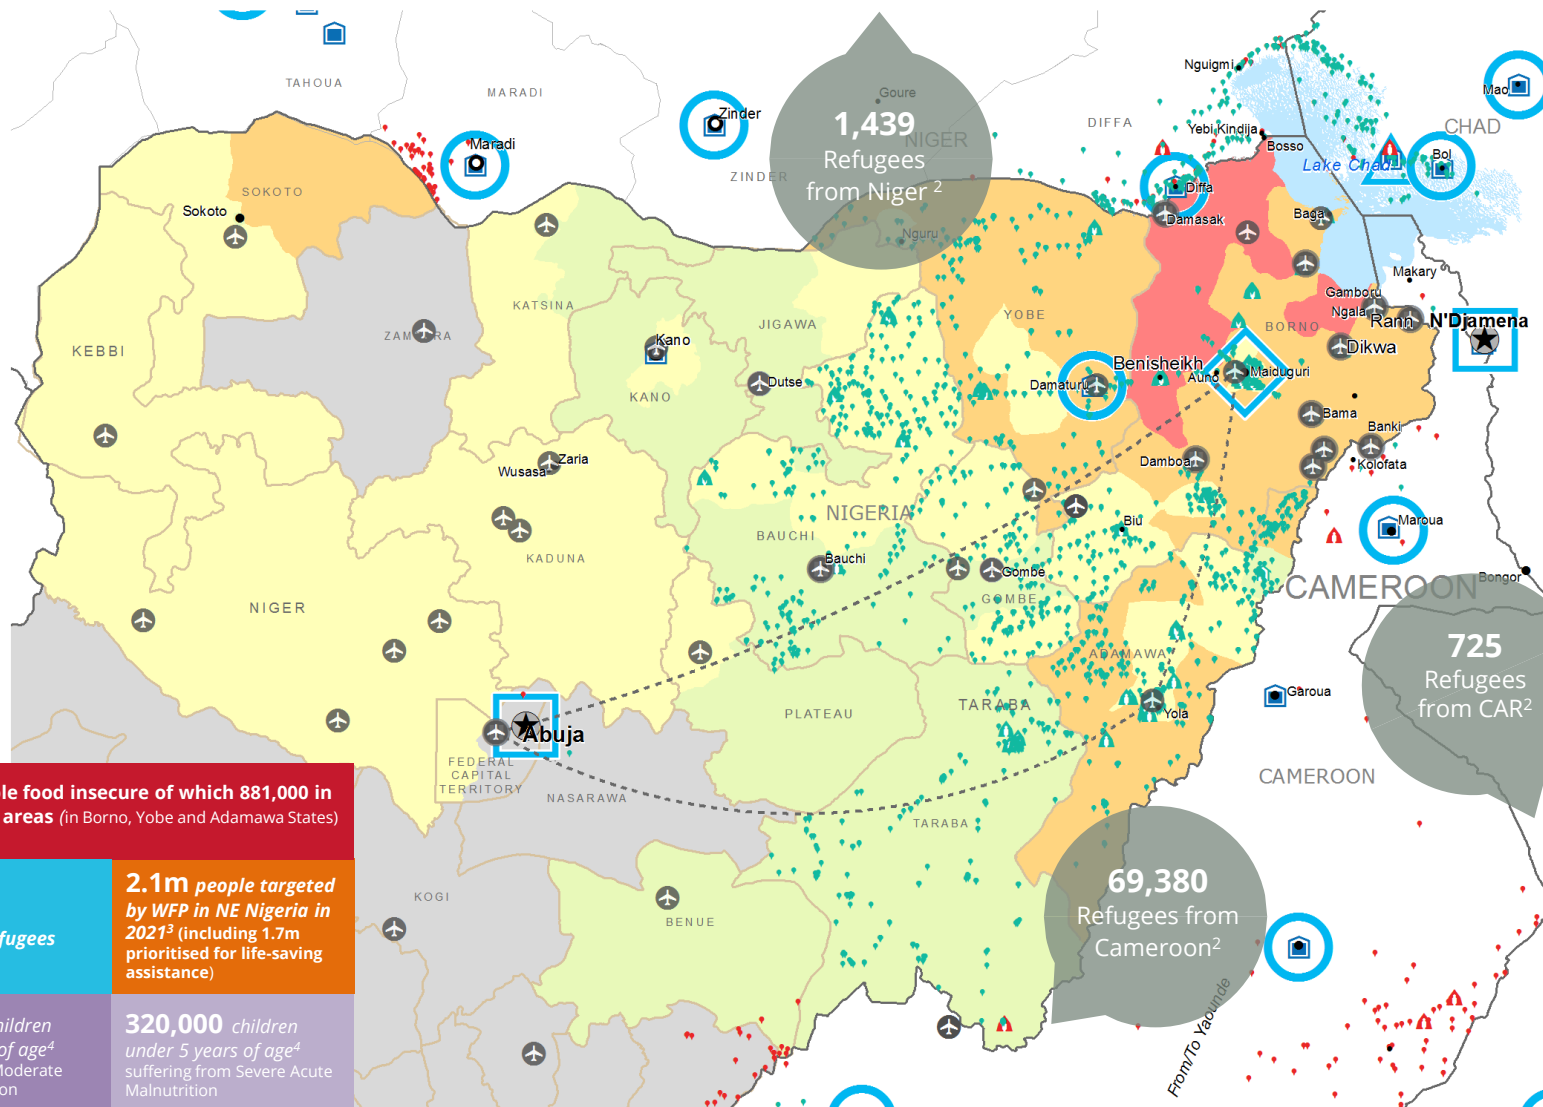 TAHOUA
MARADI
Maradi
Zinder
Goure
1,439
Refugees
from Niger 2
NIGER
ZINDER
DIFFA
Nguigmi
Yebi Kindija
Bosso
Lake Chad
CHAD
Mao
Bol
Diffa
Damasak
Baga
Nguru
SOKOTO
Sokoto
KATSINA
JIGAWA
YOBE
BORNO
Makary
Gamboru
Ngala
Rann
N'Djamena
KEBBI
Kano
KANO
Dutse
Damaturu
Benisheikh
Auno
Maiduguri
Dikwa
Bama
Banki
Kolofata
Damboa
Wusasa
Zaria
NIGERIA
BAUCHI
Bauchi
Biu
Maroua
KADUNA
Gombe
GOMBE
CAMEROON
Bongor
NIGER
ADAMAWA
725
Refugees
from CAR2
Garoua
PLATEAU
TARABA
Yola
Abuja
FEDERAL
CAPITAL
TERRITORY
NASARAWA
CAMEROON
TARABA
food insecure of which 881,000 in
areas (in Borno, Yobe and Adamawa States)
2.1m people targeted
by WFP in NE Nigeria in
20213 (including 1.7m
prioritised for life-saving
assistance)
KOGI
BENUE
69,380
Refugees from
Cameroon2
of age4
320,000 children
under 5 years of age4
suffering from Severe Acute
Malnutrition
From/To Yaounde